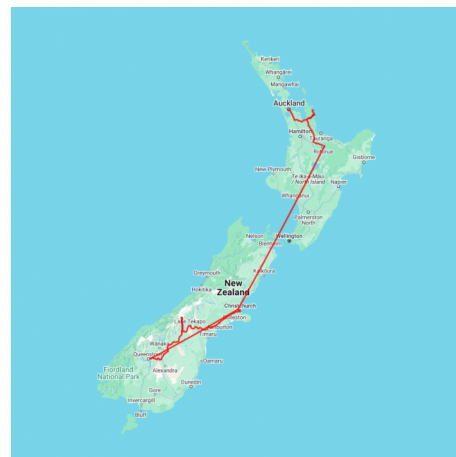 Kerikeri
Whangārei
Mangawhai
Auckland
Hamilton
Tauranga
Rotorua
Gisborne
New Plymouth
Te Ika-a-Māui
/ North Island
Napier
Whanganui
Palmerston
North
Nelson
Wellington
Blenheim
Greymouth
Kaikōura
New
Zealand
Hokitika
Christchurch
Rolleston
Lake Tekapo
Ashburton
Timaru
Wānaka
Queenstown
Oamaru
Fiordland
National Park
Alexandra
Dunedin
Gore
Invercargill
Bluff